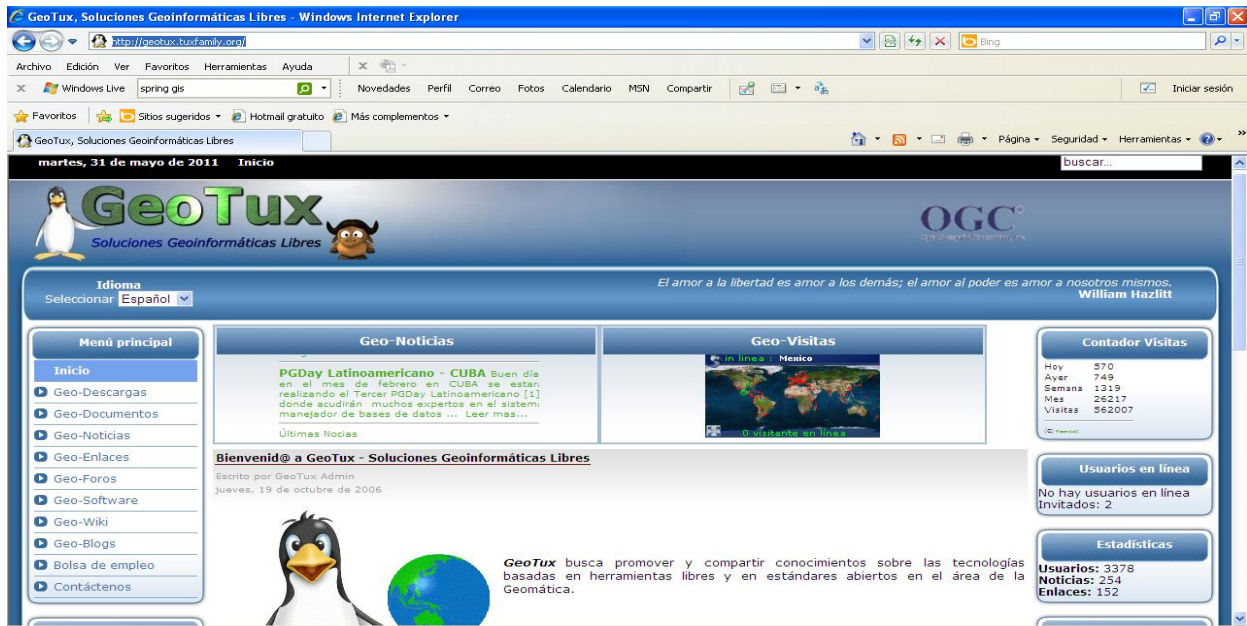 GeoTux, Soluciones Geoinformáticas Libres - Windows Internet Explorer
http://geotux.tuxfamily.org/
Bing
Archivo Edición Ver Favoritos Herramientas Ayuda
Windows Live spring gis Novedades Perfil Correo Fotos Calendario MSN Compartir Iniciar sesión
Favoritos Sitios sugeridos Hotmail gratuito Más complementos
GeoTux, Soluciones Geoinformáticas Libres Página Seguridad Herramientas
martes, 31 de mayo de 2011 Inicio buscar...
GeoTux
Soluciones Geoinformáticas Libres
OGC
Idioma
Seleccionar Español
El amor a la libertad es amor a los demás; el amor al poder es amor a nosotros mismos.
William Hazlitt
Menú principal
Inicio
Geo-Descargas
Geo-Documentos
Geo-Noticias
Geo-Enlaces
Geo-Foros
Geo-Software
Geo-Wiki
Geo-Blogs
Bolsa de empleo
Contáctenos
Geo-Noticias
PGDay Latinoamericano - CUBA Buen día
en el mes de febrero en CUBA se estar
realizando el Tercer PGDay Latinoamericano [1]
donde acudirán muchos expertos en el sistem
manejador de bases de datos ... Leer mas...
Últimas Nocias
Geo-Visitas
in linea : Mexico
0 visitante en línea
Bienvenid@ a GeoTux - Soluciones Geoinformáticas Libres
Escrito por GeoTux Admin
jueves, 19 de octubre de 2006
GeoTux busca promover y compartir conocimientos sobre las tecnologías
basadas en herramientas libres y en estándares abiertos en el área de la
Geomática.
Contador Visitas
Hoy 570
Ayer 749
Semana 1319
Mes 26217
Visitas 562007
Usuarios en línea
No hay usuarios en línea
Invitados: 2
Estadísticas
Usuarios: 3378
Noticias: 254
Enlaces: 152